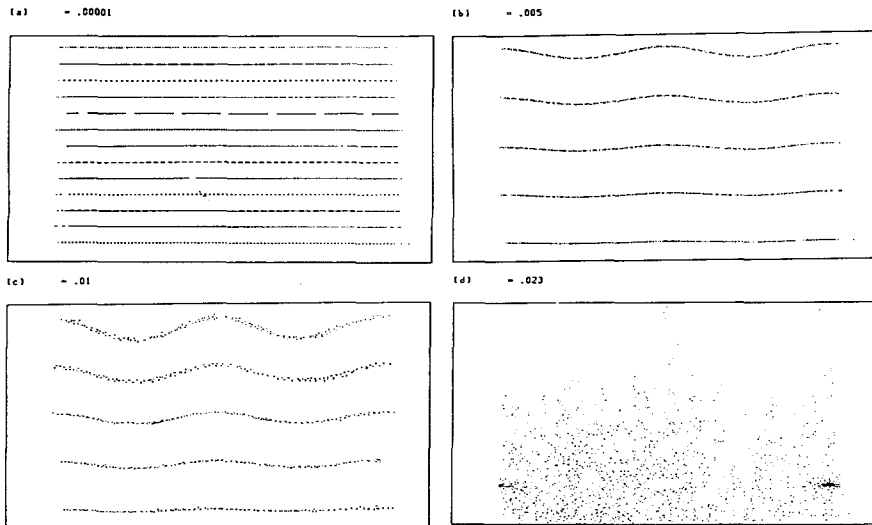 (a) = .00001
(b) = .005
(c) = .01
(d) = .023